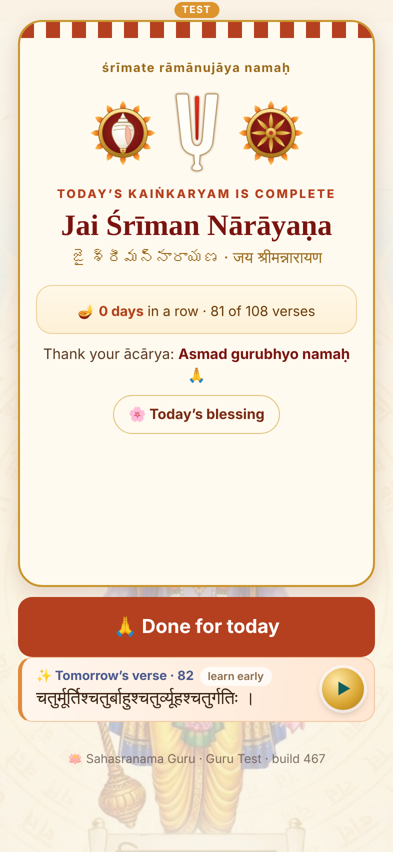 TEST
śrīmate rāmānujāya namaḥ
TODAY'S KAIṄKARYAM IS COMPLETE
Jai Śrīman Nārāyaṇa
జై శ్రీమన్నారాయణ · जय श्रीमन्नारायण
🪔 0 days in a row · 81 of 108 verses
Thank your ācārya: Asmad gurubhyo namaḥ
🙏
🌸 Today's blessing
🙏 Done for today
✨ Tomorrow's verse · 82 learn early
चतुर्मूर्तिश्चतुर्बाहुश्चतुर्व्यूहश्चतुर्गतिः ।
🪷 Sahasranama Guru · Guru Test · build 467